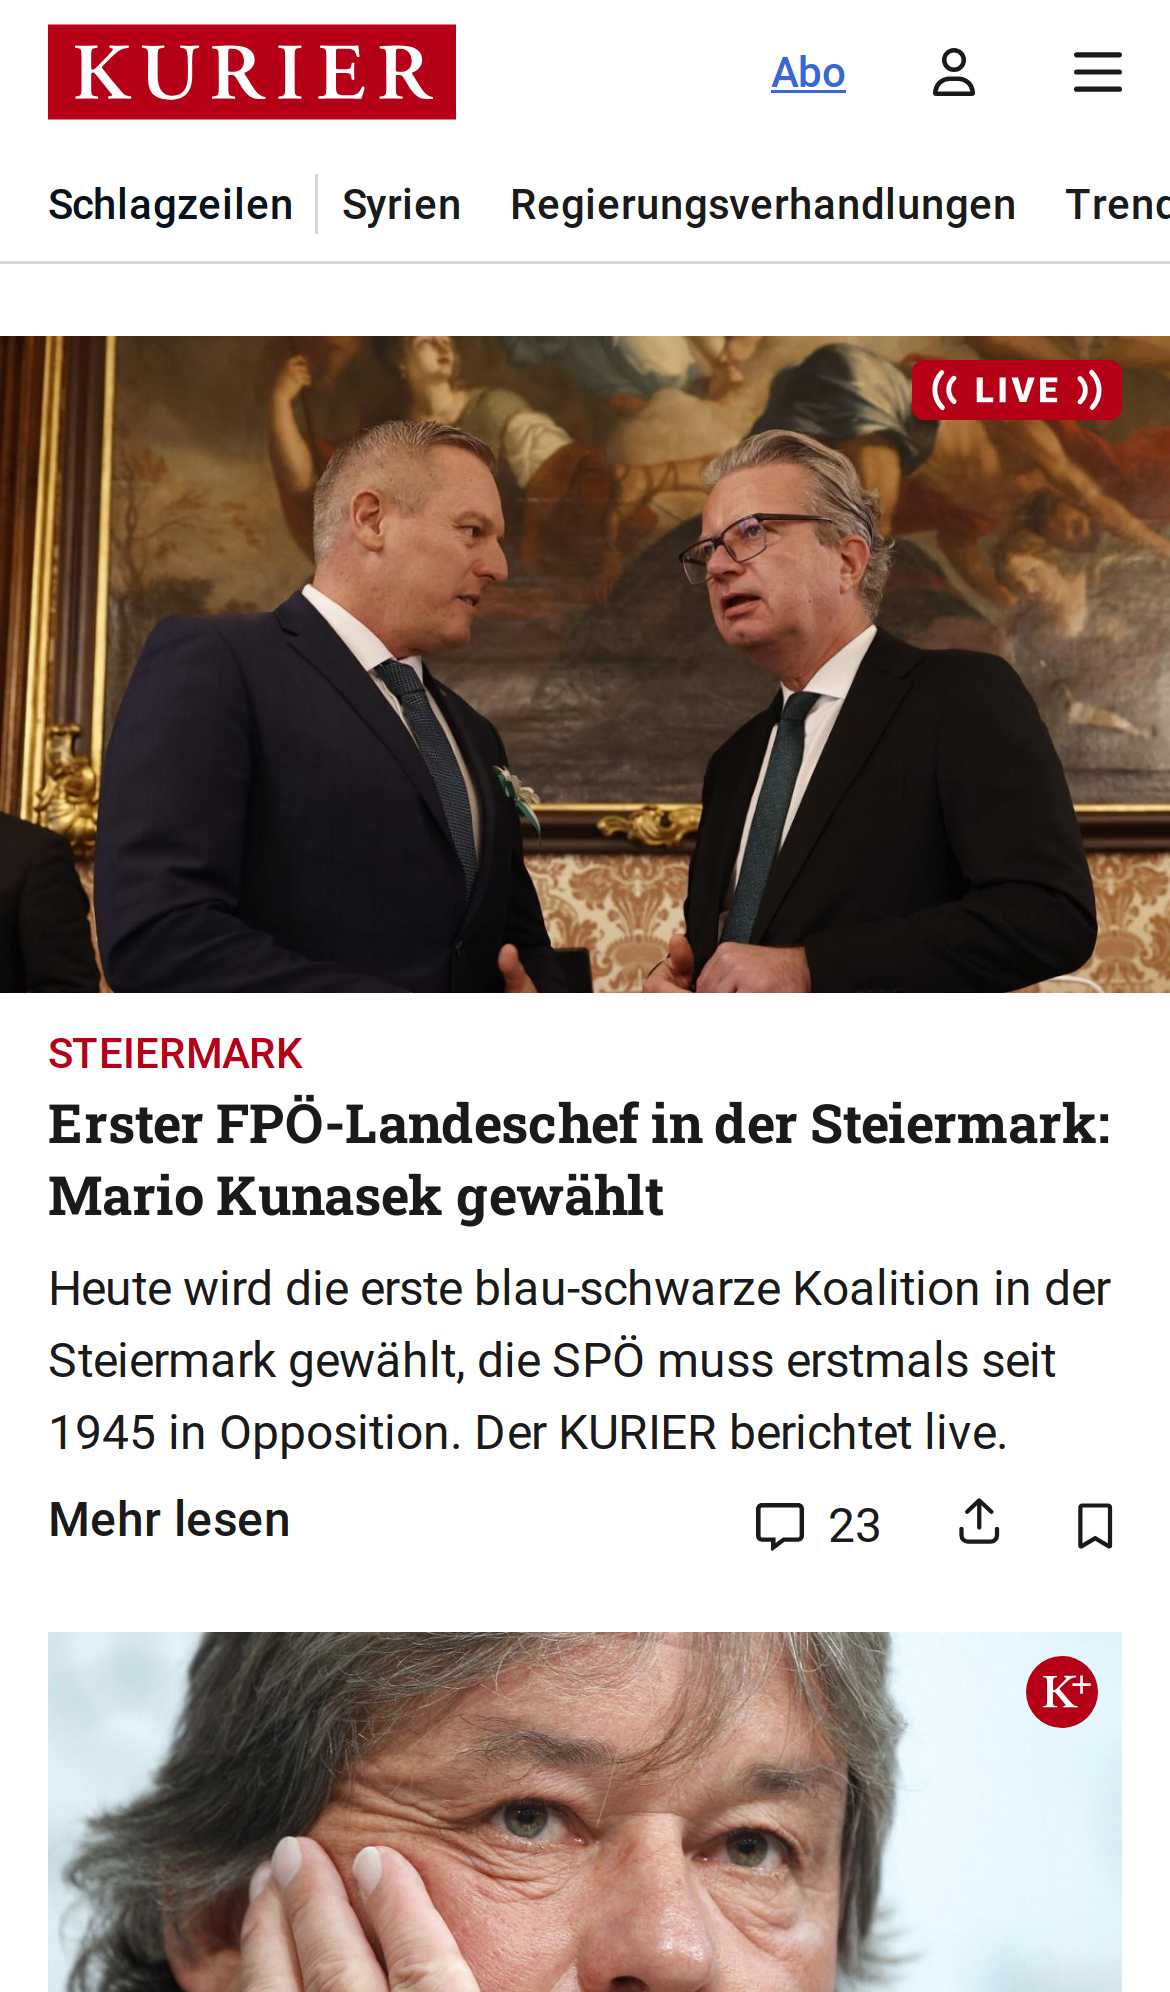 KURIER
Abo
Schlagzeilen
Syrien
Regierungsverhandlungen
Trend
LIVE
STEIERMARK
Erster FPÖ-Landeschef in der Steiermark:
Mario Kunasek gewählt
Heute wird die erste blau-schwarze Koalition in der
Steiermark gewählt, die SPÖ muss erstmals seit
1945 in Opposition. Der KURIER berichtet live.
Mehr lesen
23
K+